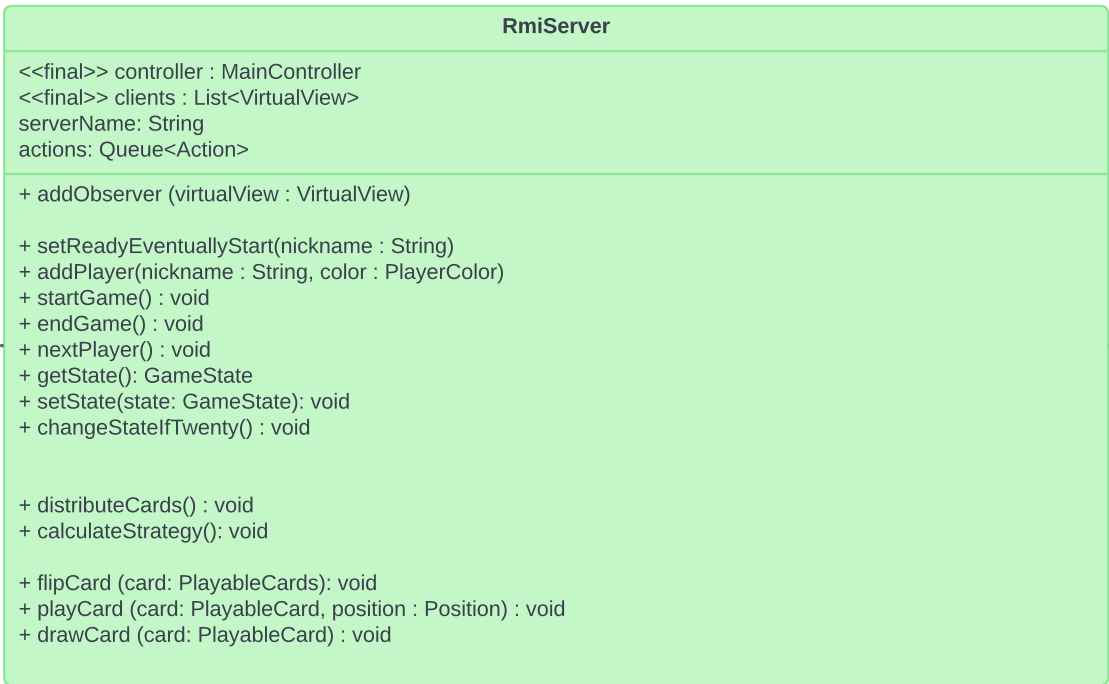 RmiServer
<<final>> controller : MainController
<<final>> clients : List<VirtualView>
serverName: String
actions: Queue<Action>
+ addObserver (virtualView : VirtualView)
+ setReadyEventuallyStart(nickname : String)
+ addPlayer(nickname : String, color : PlayerColor)
+ startGame() : void
+ endGame() : void
+ nextPlayer() : void
+ getState(): GameState
+ setState(state: GameState): void
+ changeStateIfTwenty() : void
+ distributeCards() : void
+ calculateStrategy(): void
+ flipCard (card: PlayableCards): void
+ playCard (card: PlayableCard, position : Position) : void
+ drawCard (card: PlayableCard) : void